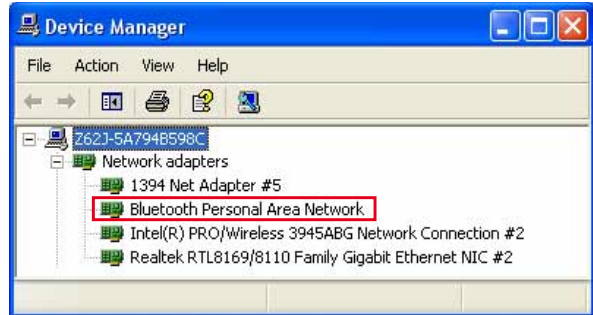 Device Manager
File Action View Help
Z62J-5A794B598C
Network adapters
1394 Net Adapter #5
Bluetooth Personal Area Network
Intel(R) PRO/Wireless 3945ABG Network Connection #2
Realtek RTL8169/8110 Family Gigabit Ethernet NIC #2